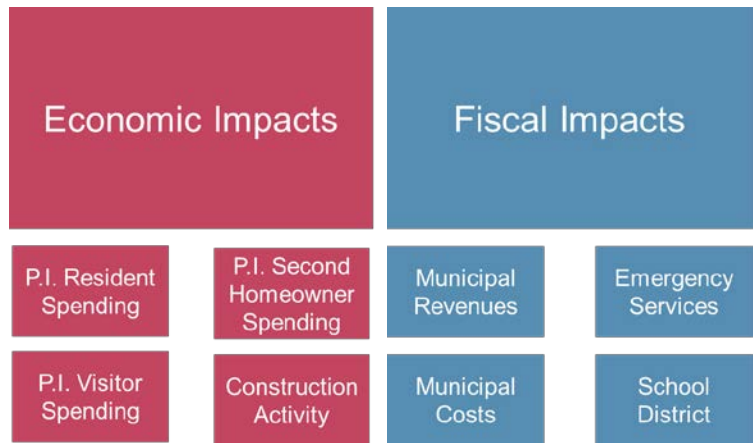 Economic Impacts
Fiscal Impacts
P.I. Resident
Spending
P.I. Second
Homeowner
Spending
Municipal
Revenues
Emergency
Services
P.I. Visitor
Spending
Construction
Activity
Municipal
Costs
School
District